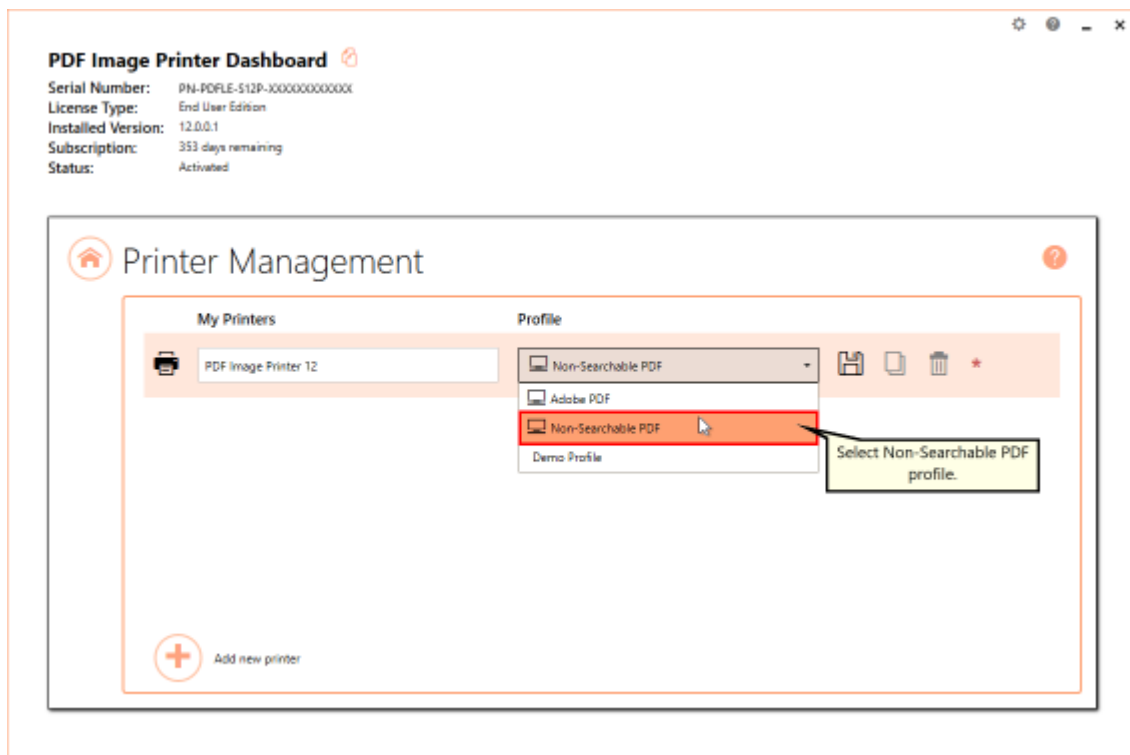 PDF Image Printer Dashboard
Serial Number: PN-PDFLE-S12P-XXXXXXXXXXXX
License Type: End User Edition
Installed Version: 12.0.0.1
Subscription: 353 days remaining
Status: Activated
Printer Management
?
My Printers Profile
PDF Image Printer 12 Non-Searchable PDF *
Adobe PDF
Non-Searchable PDF
Demo Profile
Select Non-Searchable PDF
profile.
Add new printer